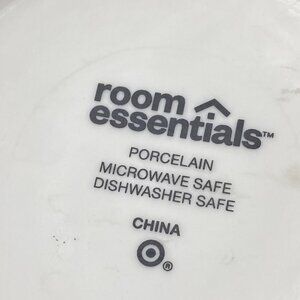 room
essentials™
PORCELAIN
MICROWAVE SAFE
DISHWASHER SAFE
CHINA
®